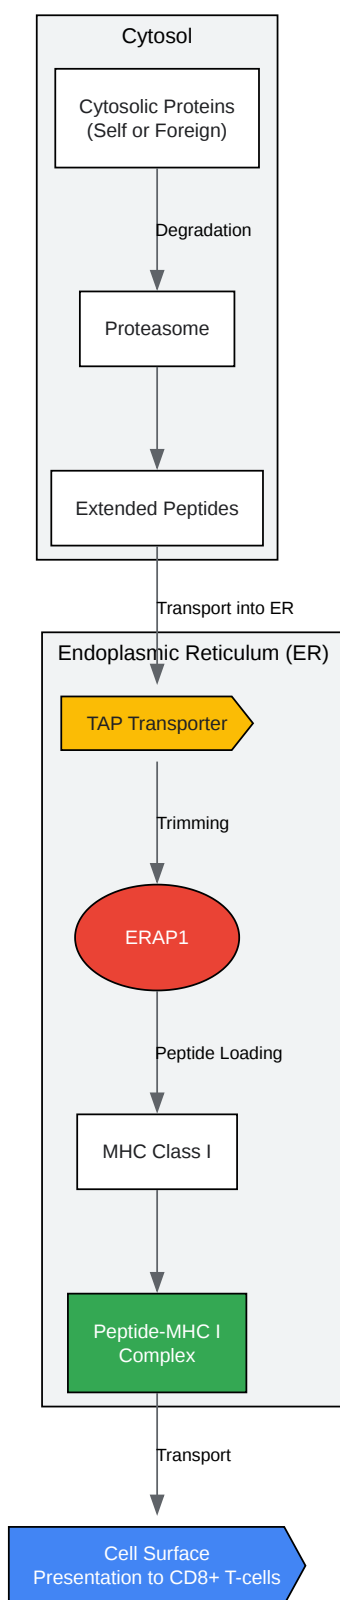 Cytosol
Cytosolic Proteins
(Self or Foreign)
Degradation
Proteasome
Extended Peptides
Transport into ER
Endoplasmic Reticulum (ER)
TAP Transporter
Trimming
ERAP1
Peptide Loading
MHC Class I
Peptide-MHC I
Complex
Transport
Cell Surface
Presentation to CD8+ T-cells